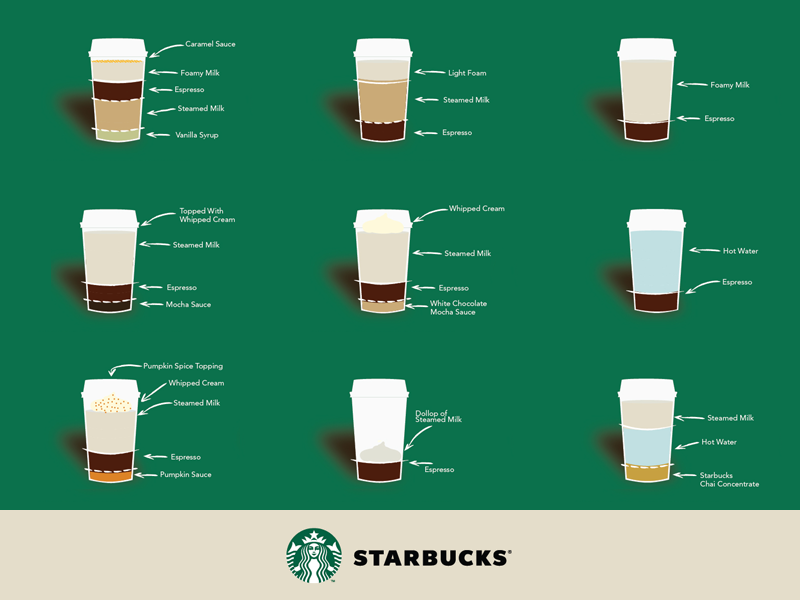 Caramel Sauce
Foamy Milk
Espresso
Steamed Milk
Vanilla Syrup
Light Foam
Steamed Milk
Espresso
Foamy Milk
Espresso
Topped With
Whipped Cream
Steamed Milk
Espresso
Mocha Sauce
Whipped Cream
Steamed Milk
Espresso
White Chocolate
Mocha Sauce
Hot Water
Espresso
Pumpkin Spice Topping
Whipped Cream
Steamed Milk
Espresso
Pumpkin Sauce
Dollop of
Steamed Milk
Espresso
Steamed Milk
Hot Water
Starbucks
Chai Concentrate
STARBUCKS®
TM